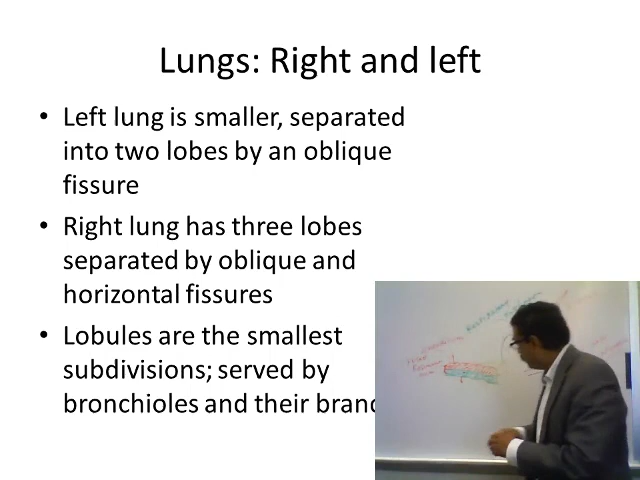 Lungs: Right and left
• Left lung is smaller, separated
into two lobes by an oblique
fissure
• Right lung has three lobes
separated by oblique and
horizontal fissures
• Lobules are the smallest
subdivisions; served by
bronchioles and their